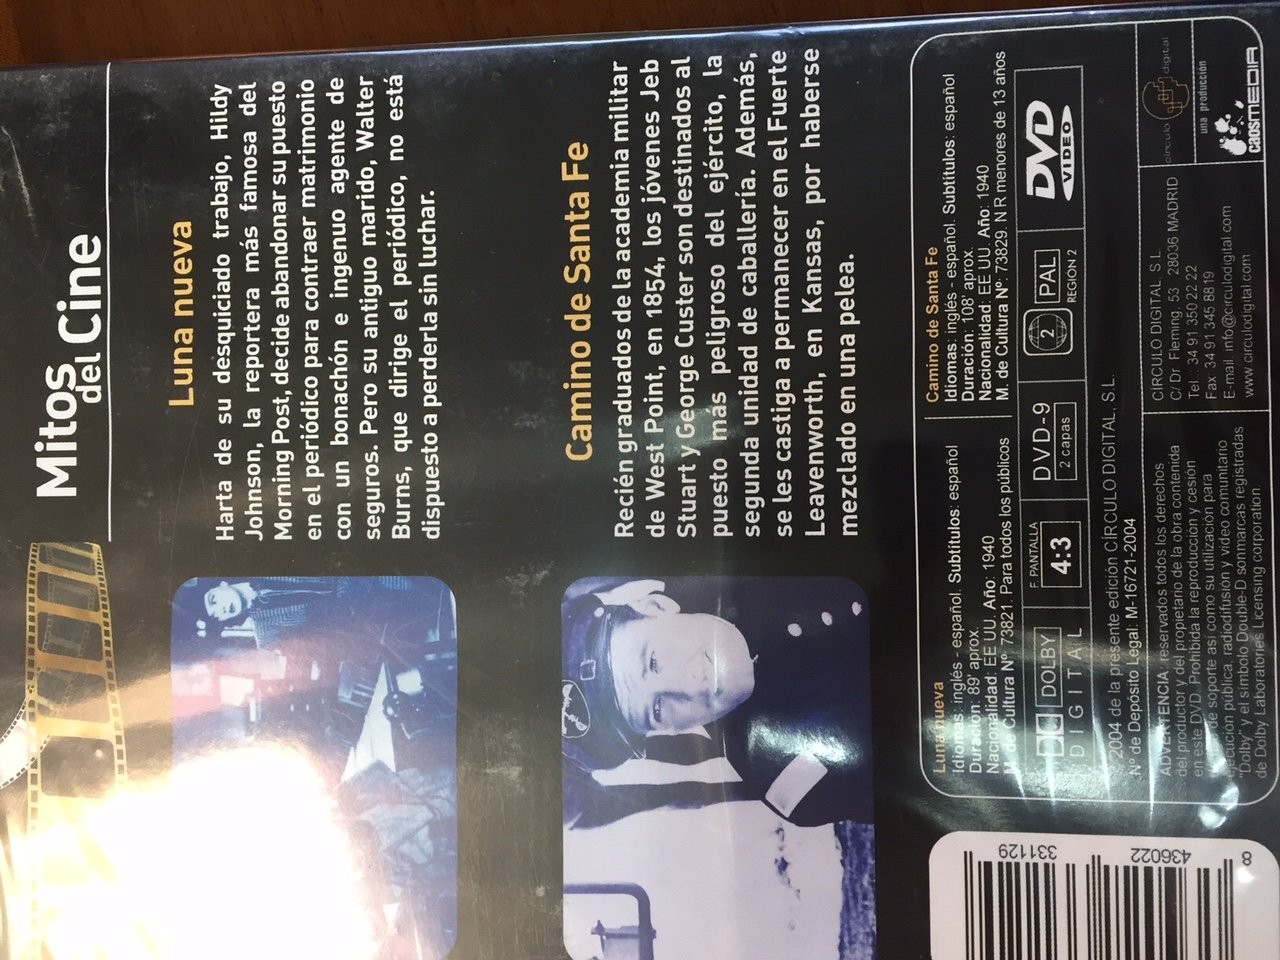 Mitos
del Cine
Luna nueva
Harta de su desquiciado trabajo, Hildy
Johnson, la reportera más famosa del
Morning Post, decide abandonar su puesto
en el periódico para contraer matrimonio
con un bonachón e ingenuo agente de
seguros. Pero su antiguo marido, Walter
Burns, que dirige el periódico, no está
dispuesto a perderla sin luchar.
Camino de Santa Fe
Recién graduados de la academia militar
de West Point, en 1854, los jóvenes Jeb
Stuart y George Custer son destinados al
puesto más peligroso del ejército, la
segunda unidad de caballería. Además,
se les castiga a permanecer en el Fuerte
Leavenworth, en Kansas, por haberse
mezclado en una pelea.
Luna nueva
Idiomas: inglés - español. Subtítulos: español
Duración: 89' aprox.
Nacionalidad: EE UU. Año: 1940
M. de Cultura Nº: 73821. Para todos los públicos
Camino de Santa Fe
Idiomas: inglés - español. Subtítulos: español
Duración: 108' aprox.
Nacionalidad: EE UU. Año: 1940
M. de Cultura Nº: 73829. N R menores de 13 años
DOLBY
DIGITAL
F. PANTALLA
4:3
DVD-9
2 capas
2
PAL
REGION 2
DVD
VIDEO
2004 de la presente edición CÍRCULO DIGITAL, S.L.
Nº de Depósito Legal: M-16721-2004
ADVERTENCIA: reservados todos los derechos
del productor y del propietario de la obra contenida
en este DVD. Prohibida la reproducción y cesión
de soporte así como su utilización para
ejecución pública, radiodifusión y vídeo comunitario
"Dolby" y el símbolo Double-D son marcas registradas
de Dolby Laboratories Licensing corporation
CÍRCULO DIGITAL S L
C/ Dr Fleming, 53 28036 MADRID
Tel.: 34 91 350 22 22
Fax 34 91 345 8819
E-mail: info@circulodigital.com
www.circulodigital.com
circulo digital
una producción
caosMEDIA
8 436022 331129